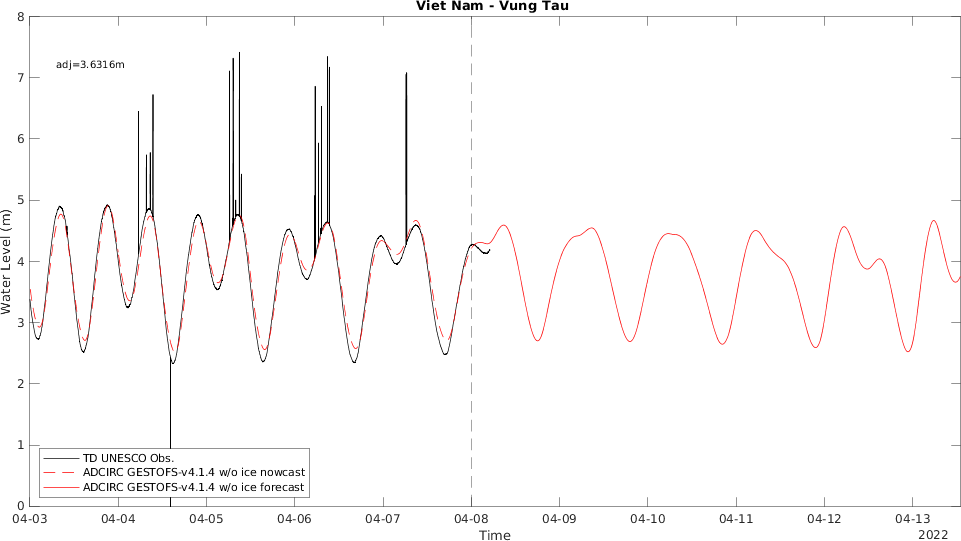 Viet Nam - Vung Tau
8
adj=3.6316m
7
6
5
4
3
2
1
0
Water Level (m)
TD UNESCO Obs.
ADCIRC GESTOFS-v4.1.4 w/o ice nowcast
ADCIRC GESTOFS-v4.1.4 w/o ice forecast
04-03 04-04 04-05 04-06 04-07 04-08 04-09 04-10 04-11 04-12 04-13
Time
2022